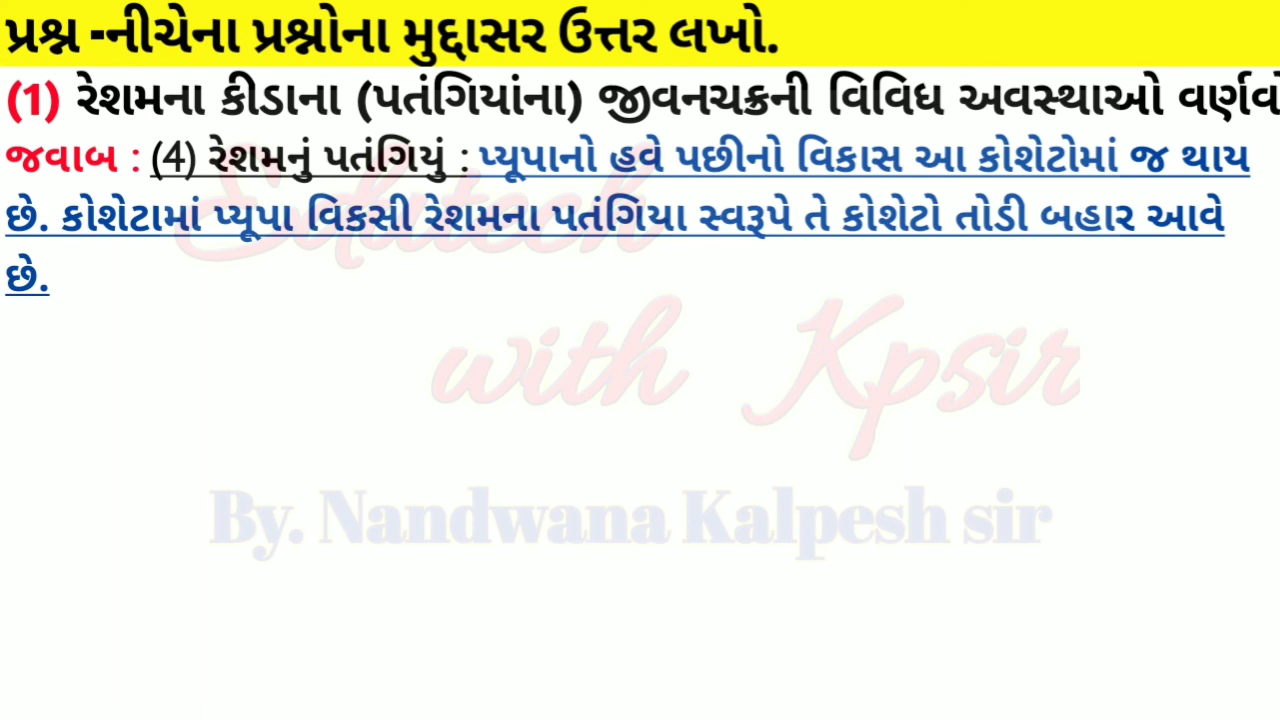 પ્રશ્ન -નીચેના પ્રશ્નોના મુદ્દાસર ઉત્તર લખો.
(1) રેશમના કીડાના (પતંગિયાંના) જીવનચક્રની વિવિધ અવસ્થાઓ વર્ણવો
જવાબ : (4) રેશમનું પતંગિયું : પ્યૂપાનો હવે પછીનો વિકાસ આ કોશેટોમાં જ થાય
છે. કોશેટામાં પ્યૂપા વિકસી રેશમના પતંગિયા સ્વરૂપે તે કોશેટો તોડી બહાર આવે
છે.
Edutech
with Kpsir
By. Nandwana Kalpesh sir